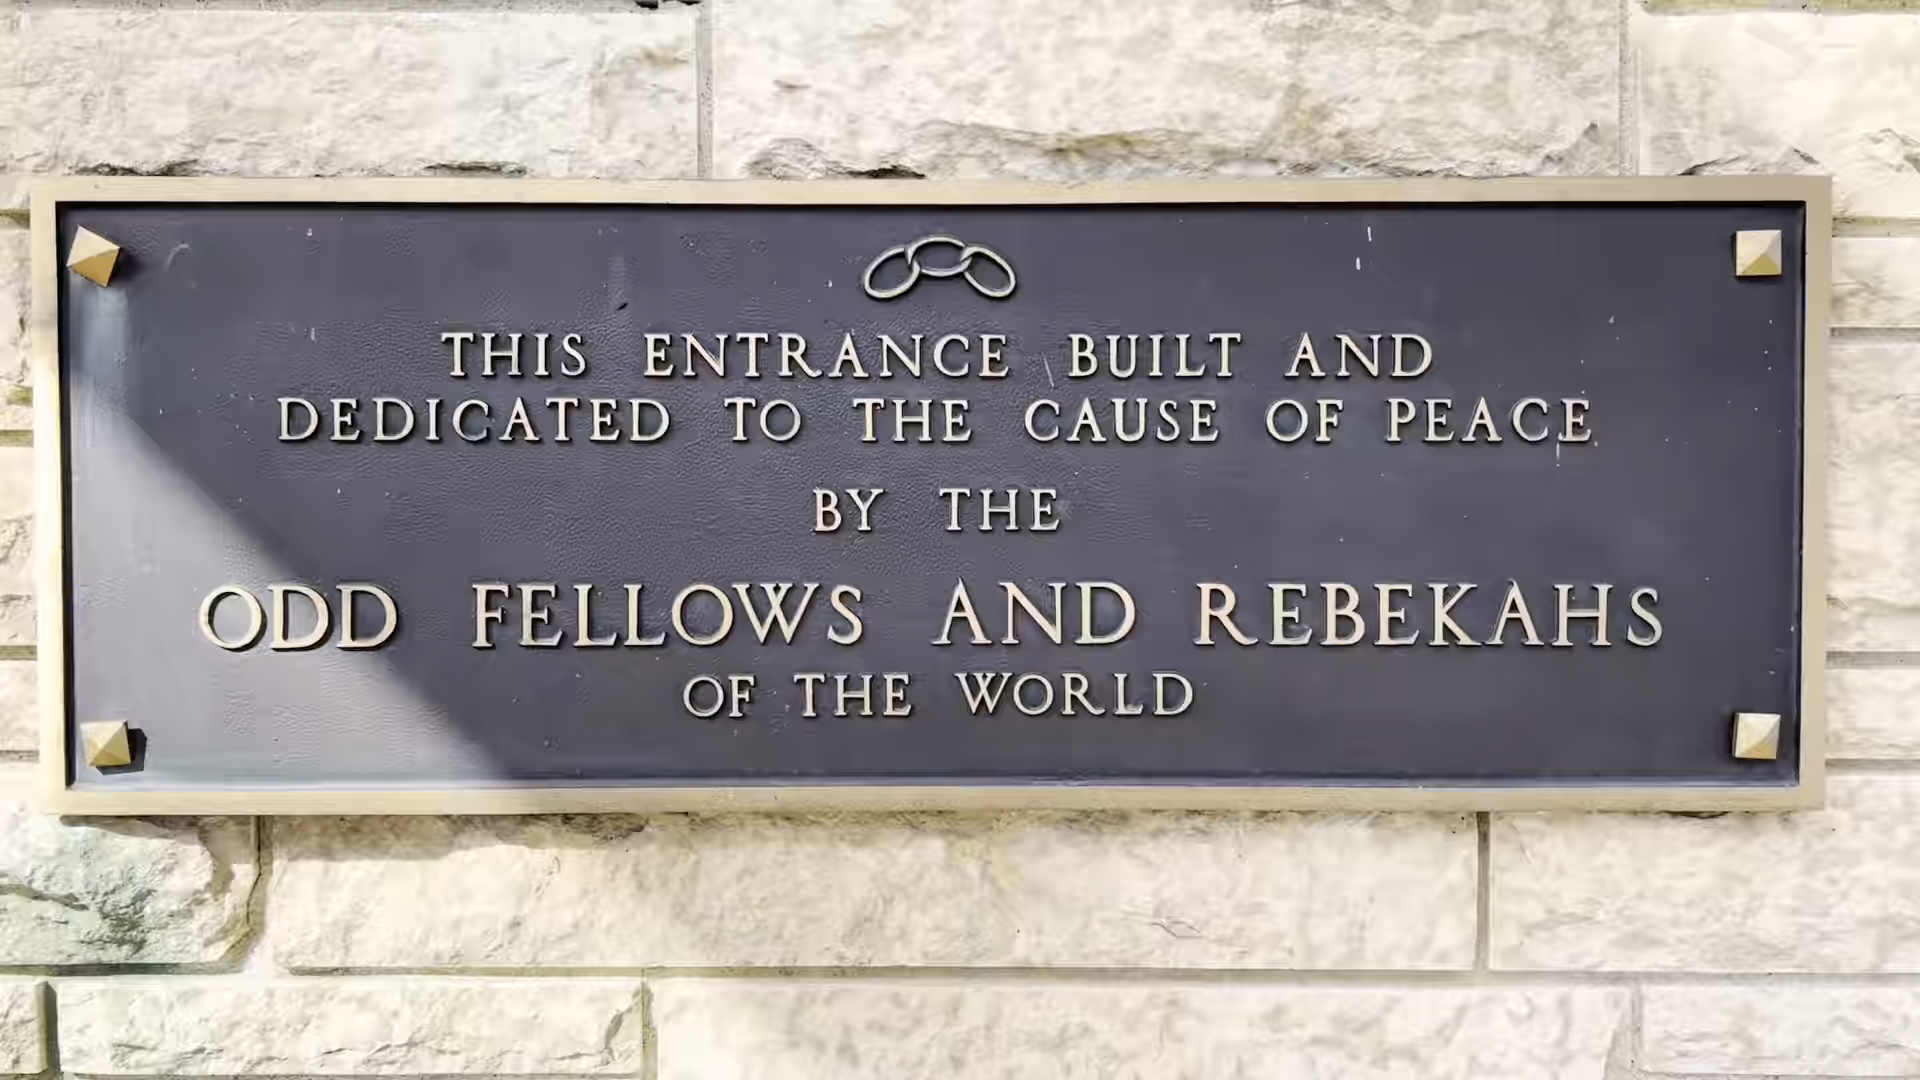 THIS ENTRANCE BUILT AND
DEDICATED TO THE CAUSE OF PEACE
BY THE
ODD FELLOWS AND REBEKAHS
OF THE WORLD